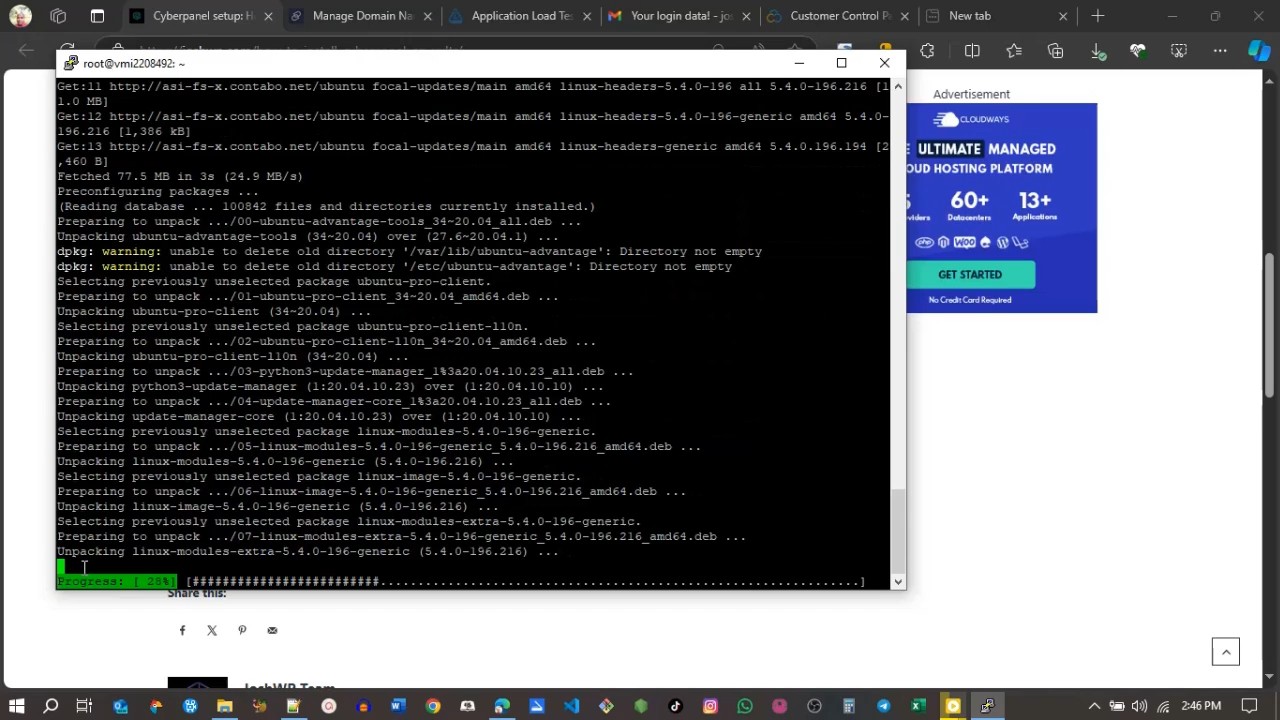 Cyberpanel setup: H
Manage Domain Na
Application Load Tes
Your login data! - jos
Customer Control P
New tab
root@vmi2208492: ~
Get:11 http://asi-fs-x.contabo.net/ubuntu focal-updates/main amd64 linux-headers-5.4.0-196 all 5.4.0-196.216 [1
1.0 MB]
Get:12 http://asi-fs-x.contabo.net/ubuntu focal-updates/main amd64 linux-headers-5.4.0-196-generic amd64 5.4.0-
196.216 [1,386 kB]
Get:13 http://asi-fs-x.contabo.net/ubuntu focal-updates/main amd64 linux-headers-generic amd64 5.4.0.196.194 [2
,460 B]
Fetched 77.5 MB in 3s (24.9 MB/s)
Preconfiguring packages ...
(Reading database ... 100842 files and directories currently installed.)
Preparing to unpack .../00-ubuntu-advantage-tools_34~20.04_all.deb ...
Unpacking ubuntu-advantage-tools (34~20.04) over (27.6~20.04.1) ...
dpkg: warning: unable to delete old directory '/var/lib/ubuntu-advantage': Directory not empty
dpkg: warning: unable to delete old directory '/etc/ubuntu-advantage': Directory not empty
Selecting previously unselected package ubuntu-pro-client.
Preparing to unpack .../01-ubuntu-pro-client_34~20.04_amd64.deb ...
Unpacking ubuntu-pro-client (34~20.04) ...
Selecting previously unselected package ubuntu-pro-client-l10n.
Preparing to unpack .../02-ubuntu-pro-client-l10n_34~20.04_amd64.deb ...
Unpacking ubuntu-pro-client-l10n (34~20.04) ...
Preparing to unpack .../03-python3-update-manager_1%3a20.04.10.23_all.deb ...
Unpacking python3-update-manager (1:20.04.10.23) over (1:20.04.10.10) ...
Preparing to unpack .../04-update-manager-core_1%3a20.04.10.23_all.deb ...
Unpacking update-manager-core (1:20.04.10.23) over (1:20.04.10.10) ...
Selecting previously unselected package linux-modules-5.4.0-196-generic.
Preparing to unpack .../05-linux-modules-5.4.0-196-generic_5.4.0-196.216_amd64.deb ...
Unpacking linux-modules-5.4.0-196-generic (5.4.0-196.216) ...
Selecting previously unselected package linux-image-5.4.0-196-generic.
Preparing to unpack .../06-linux-image-5.4.0-196-generic_5.4.0-196.216_amd64.deb ...
Unpacking linux-image-5.4.0-196-generic (5.4.0-196.216) ...
Selecting previously unselected package linux-modules-extra-5.4.0-196-generic.
Preparing to unpack .../07-linux-modules-extra-5.4.0-196-generic_5.4.0-196.216_amd64.deb ...
Unpacking linux-modules-extra-5.4.0-196-generic (5.4.0-196.216) ...
Progress: [ 28%] [#########################................................................]
Advertisement
CLOUDWAYS
ULTIMATE MANAGED
OUD HOSTING PLATFORM
60+
13+
Datacenters
Applications
GET STARTED
No Credit Card Required
Share this:
JoshWP Team
2:46 PM